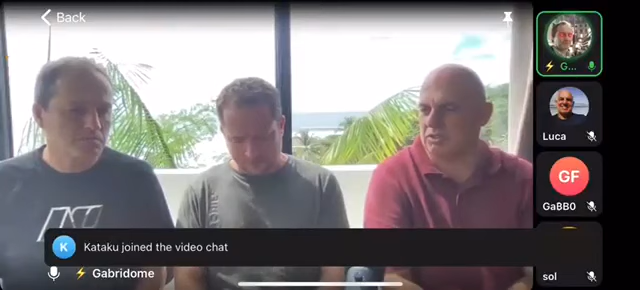 Back
G...
Luca
GF
GaBB0
K
Kataku joined the video chat
sol
⚡ Gabridome